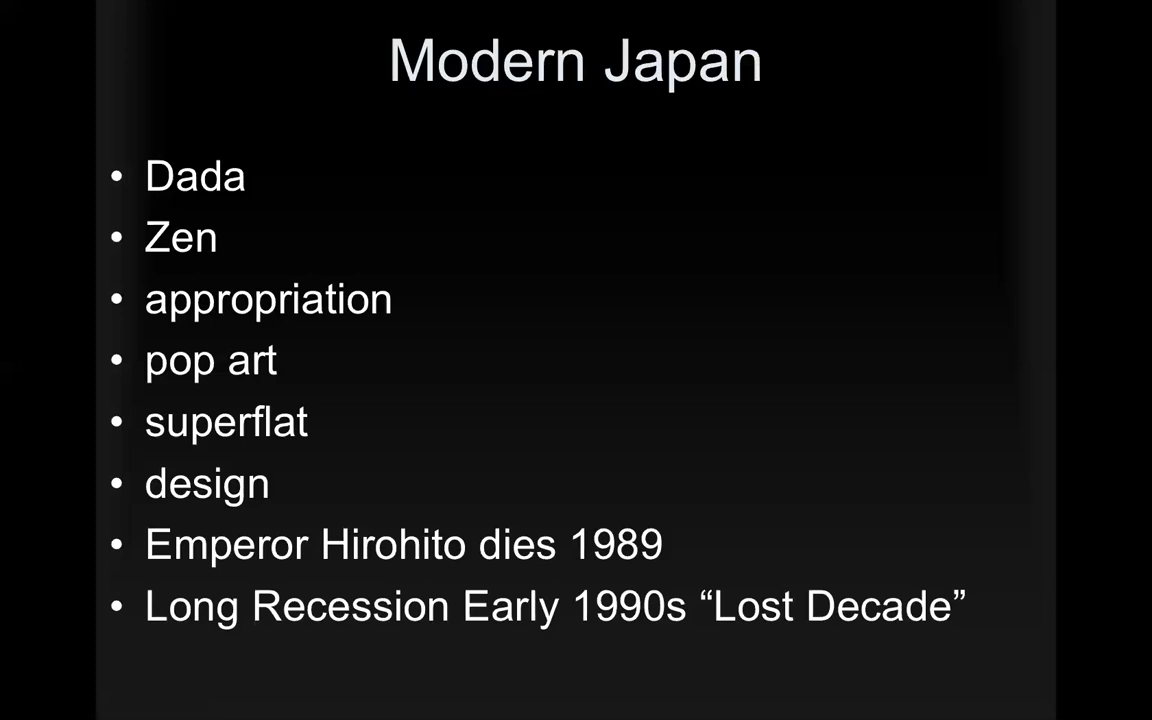 Modern Japan
• Dada
• Zen
• appropriation
• pop art
• superflat
• design
• Emperor Hirohito dies 1989
• Long Recession Early 1990s “Lost Decade”